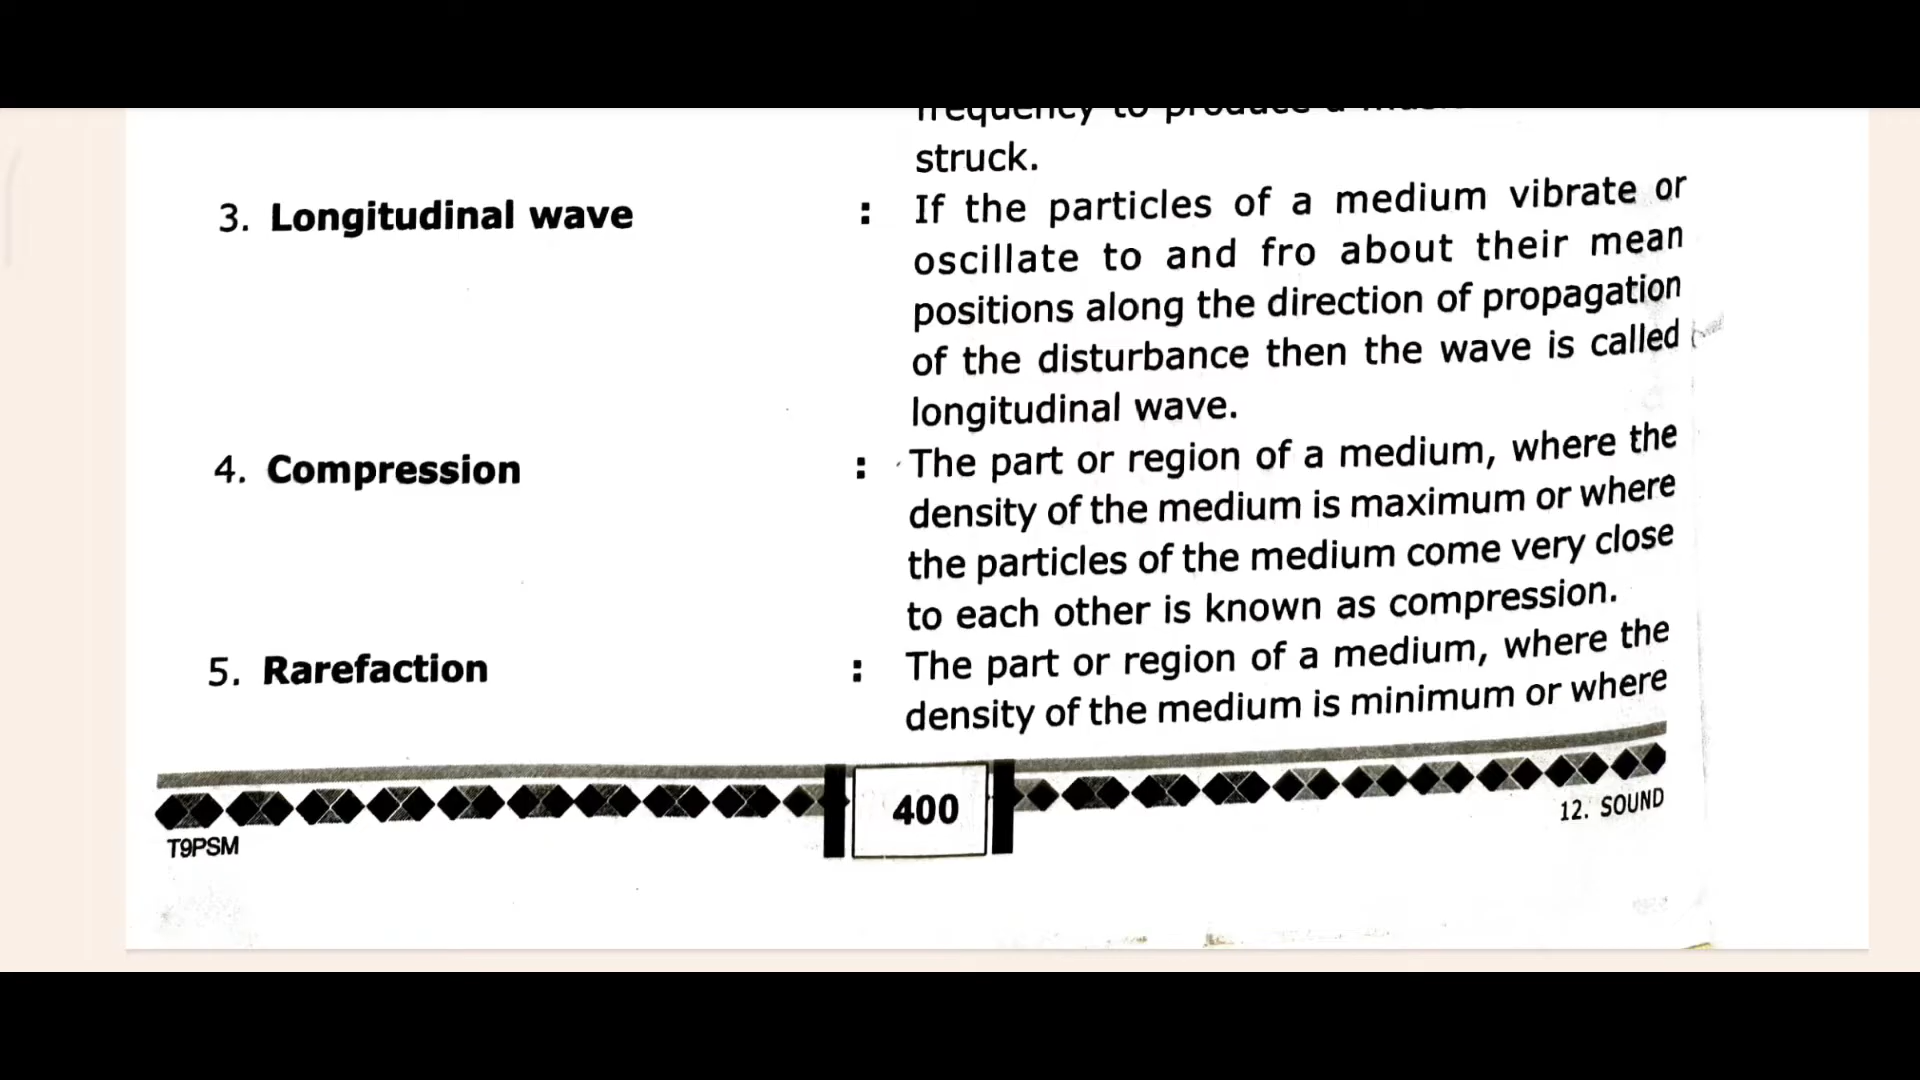 frequency to produce a
struck.
3. Longitudinal wave : If the particles of a medium vibrate or
oscillate to and fro about their mean
positions along the direction of propagation
of the disturbance then the wave is called
longitudinal wave.
4. Compression : The part or region of a medium, where the
density of the medium is maximum or where
the particles of the medium come very close
to each other is known as compression.
5. Rarefaction : The part or region of a medium, where the
density of the medium is minimum or where
400
12. SOUND
T9PSM